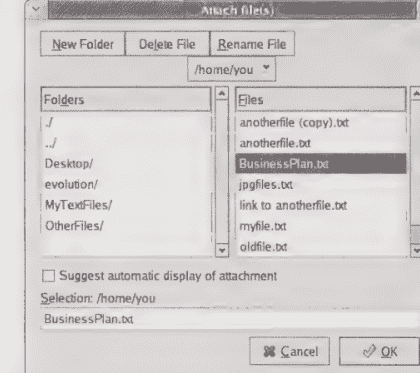 Attach file(s)
New Folder Delete File Rename File
/home/you
Folders
./
../
Desktop/
evolution/
MyTextFiles/
OtherFiles/
Files
anotherfile (copy).txt
anotherfile.txt
BusinessPlan.txt
jpgfiles.txt
link to anotherfile.txt
myfile.txt
oldfile.txt
Suggest automatic display of attachment
Selection: /home/you
BusinessPlan.txt
Cancel OK